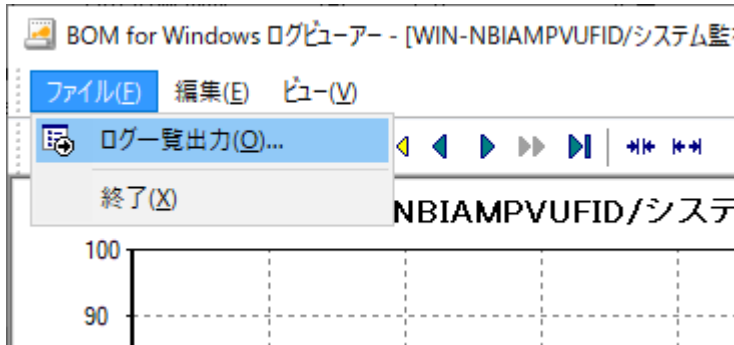 BOM for Windows ログビューアー - [WIN-NBIAMPVUFID/システム監
ファイル(F) 編集(E) ビュー(V)
ログ一覧出力(O)...
終了(X)
NBIAMPVUFID/システ
100
90